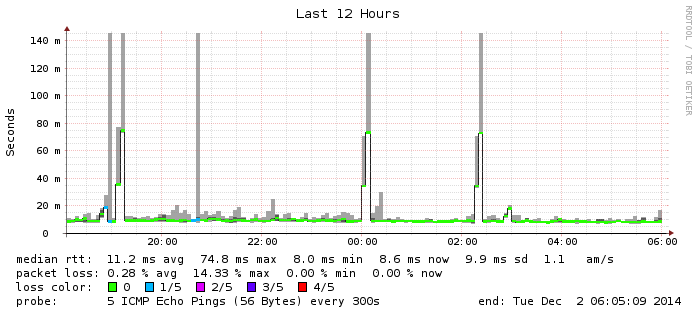 Last 12 Hours
RRDTOOL / TOBI OETIKER
Seconds
140 m
120 m
100 m
80 m
60 m
40 m
20 m
0
20:00 22:00 00:00 02:00 04:00 06:00
median rtt: 11.2 ms avg 74.8 ms max 8.0 ms min 8.6 ms now 9.9 ms sd 1.1 am/s
packet loss: 0.28 % avg 14.33 % max 0.00 % min 0.00 % now
loss color: 0 1/5 2/5 3/5 4/5
probe: 5 ICMP Echo Pings (56 Bytes) every 300s end: Tue Dec 2 06:05:09 2014